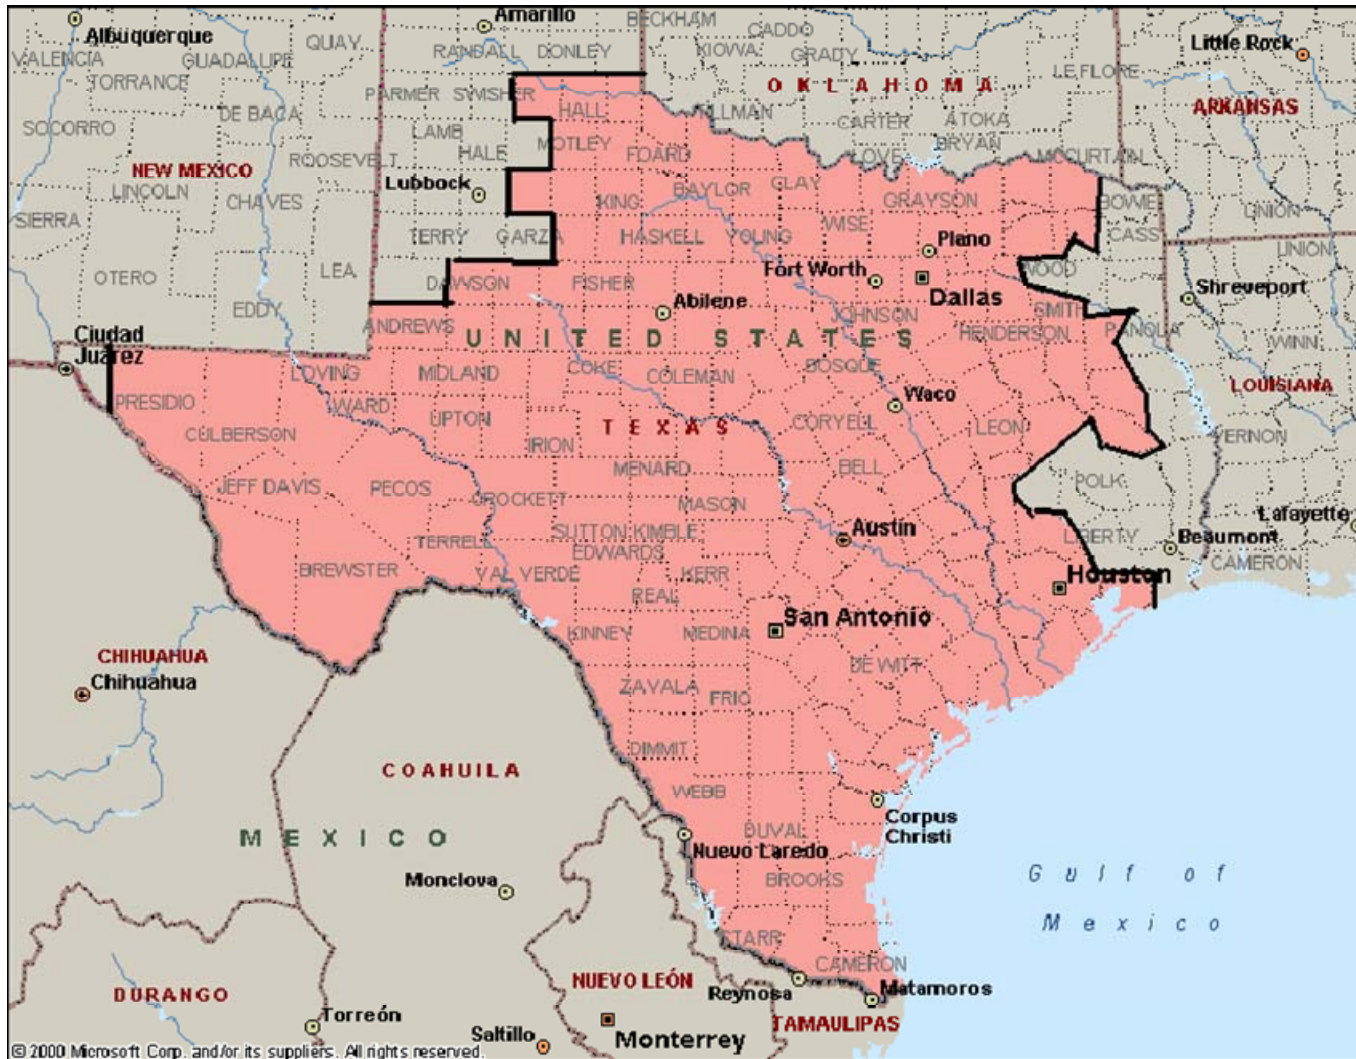 Albuquerque
Amarillo
BECKHAM
CADDO
Little Rock
VALENCIA
GUADALUPE
QUAY
RANDALL
DONLEY
KIOWA
GRADY
TORRANCE
OKLAHOMA
LE FLORE
PARMER
SWISHER
ARKANSAS
DE BACA
HALL
TILLMAN
SOCORRO
LAMB
CARTER
ATOKA
HALE
MOTLEY
FOARD
LOVE
BRYAN
MCCURTAIN
NEW MEXICO
ROOSEVELT
LINCOLN
CHAVES
Lubbock
KING
BAYLOR
CLAY
GRAYSON
BOWIE
UNION
SIERRA
TERRY
GARZA
HASKELL
YOUNG
WISE
Plano
CASS
UNION
OTERO
LEA
DAWSON
FISHER
Fort Worth
Dallas
WOOD
Shreveport
EDDY
Abilene
JOHNSON
SMITH
ANDREWS
HENDERSON
PANOLA
Ciudad
Juárez
UNITED STATES
WINN
LOVING
MIDLAND
COKE
COLEMAN
BOSQUE
LOUISIANA
PRESIDIO
WARD
Waco
CULBERSON
UPTON
TEXAS
CORYELL
LEON
VERNON
IRION
MENARD
BELL
JEFF DAVIS
PECOS
CROCKETT
MASON
POLK
Lafayette
SUTTON
KIMBLE
Austin
LIBERTY
Beaumont
TERRELL
EDWARDS
CAMERON
BREWSTER
VAL VERDE
KERR
Houston
REAL
San Antonio
KINNEY
MEDINA
CHIHUAHUA
DE WITT
Chihuahua
ZAVALA
FRIO
DIMMIT
COAHUILA
WEBB
Corpus
Christi
MEXICO
DUVAL
Nuevo Laredo
Gulf of
Mexico
Monclova
BROOKS
STARR
CAMERON
DURANGO
NUEVO LEÓN
Reynosa
Matamoros
Torreón
TAMAULIPAS
Saltillo
Monterrey
© 2000 Microsoft Corp. and/or its suppliers. All rights reserved.